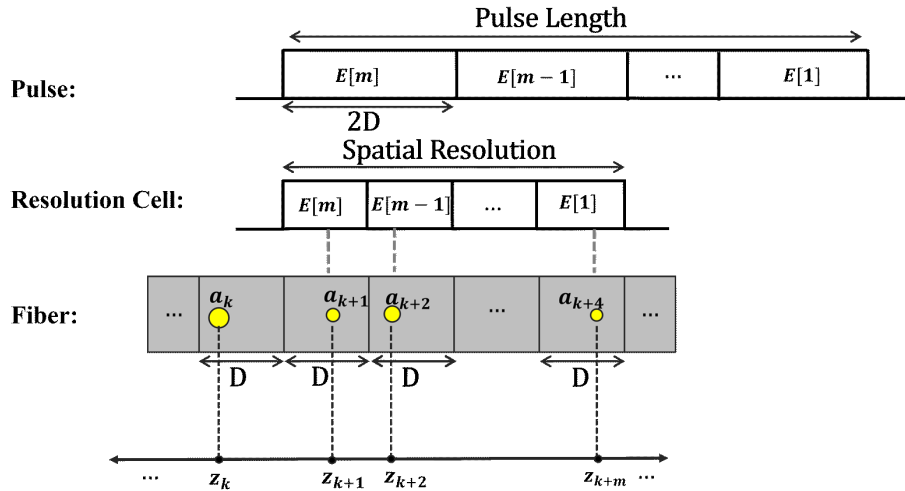 Pulse Length
Pulse:
E[m] E[m − 1] ... E[1]
2D
Spatial Resolution
Resolution Cell:
E[m] E[m − 1] ... E[1]
Fiber:
... a_k a_{k+1} a_{k+2} ... a_{k+4} ...
D D D D
... z_k z_{k+1} z_{k+2} z_{k+m} ...